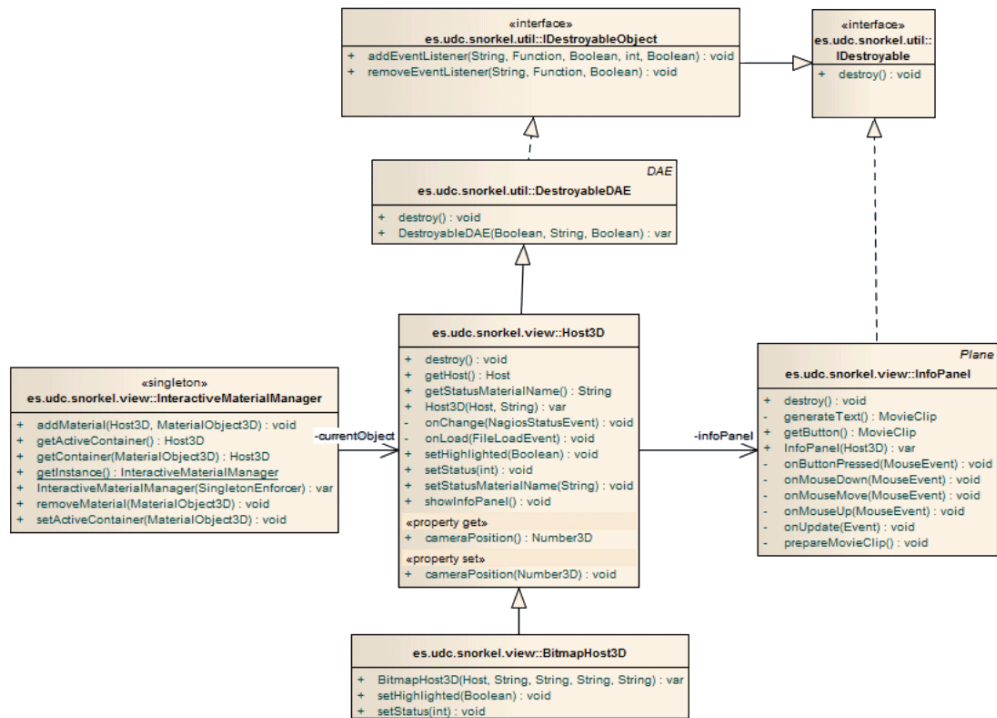 «interface»
es.udc.snorkel.util::IDestroyableObject
+ addEventListener(String, Function, Boolean, int, Boolean) : void
+ removeEventListener(String, Function, Boolean) : void
«interface»
es.udc.snorkel.util::
IDestroyable
+ destroy() : void
DAE
es.udc.snorkel.util::DestroyableDAE
+ destroy() : void
+ DestroyableDAE(Boolean, String, Boolean) : var
«singleton»
es.udc.snorkel.view::InteractiveMaterialManager
+ addMaterial(Host3D, MaterialObject3D) : void
+ getActiveContainer() : Host3D
+ getContainer(MaterialObject3D) : Host3D
+ getInstance() : InteractiveMaterialManager
+ InteractiveMaterialManager(SingletonEnforcer) : var
+ removeMaterial(MaterialObject3D) : void
+ setActiveContainer(MaterialObject3D) : void
-currentObject
es.udc.snorkel.view::Host3D
+ destroy() : void
+ getHost() : Host
+ getStatusMaterialName() : String
+ Host3D(Host, String) : var
- onChange(NagiosStatusEvent) : void
- onLoad(FileLoadEvent) : void
+ setHighlighted(Boolean) : void
+ setStatus(int) : void
+ setStatusMaterialName(String) : void
+ showInfoPanel() : void
«property get»
+ cameraPosition() : Number3D
«property set»
+ cameraPosition(Number3D) : void
-infoPanel
Plane
es.udc.snorkel.view::InfoPanel
+ destroy() : void
- generateText() : MovieClip
+ getButton() : MovieClip
+ InfoPanel(Host3D) : var
- onButtonPressed(MouseEvent) : void
- onMouseDown(MouseEvent) : void
- onMouseMove(MouseEvent) : void
- onMouseUp(MouseEvent) : void
- onUpdate(Event) : void
- prepareMovieClip() : void
es.udc.snorkel.view::BitmapHost3D
+ BitmapHost3D(Host, String, String, String, String) : var
+ setHighlighted(Boolean) : void
+ setStatus(int) : void